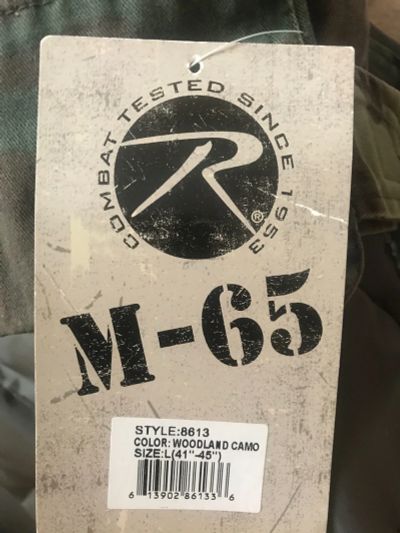 COMBAT TESTED SINCE 1953
R
®
M-65
STYLE:8613
COLOR: WOODLAND CAMO
SIZE:L(41"-45")
6 13902 86133 6